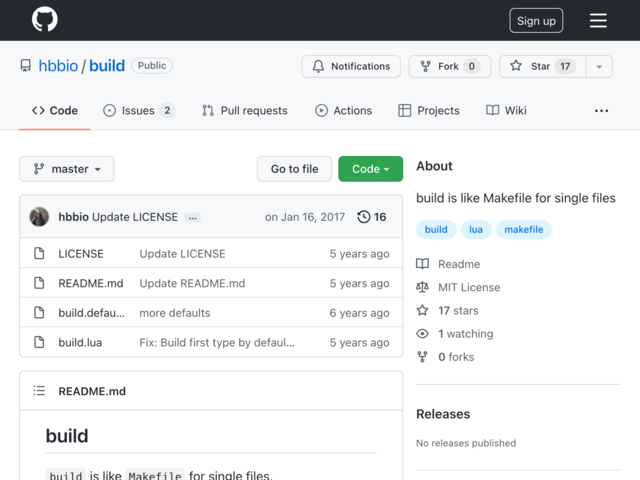 Sign up
hbbio / build Public
Notifications Fork 0 Star 17
Code Issues 2 Pull requests Actions Projects Wiki ...
master Go to file Code
hbbio Update LICENSE ... on Jan 16, 2017 16
LICENSE Update LICENSE 5 years ago
README.md Update README.md 5 years ago
build.defau... more defaults 6 years ago
build.lua Fix: Build first type by defaul... 5 years ago
README.md
build
build is like Makefile for single files.
About
build is like Makefile for single files
build lua makefile
Readme
MIT License
17 stars
1 watching
0 forks
Releases
No releases published